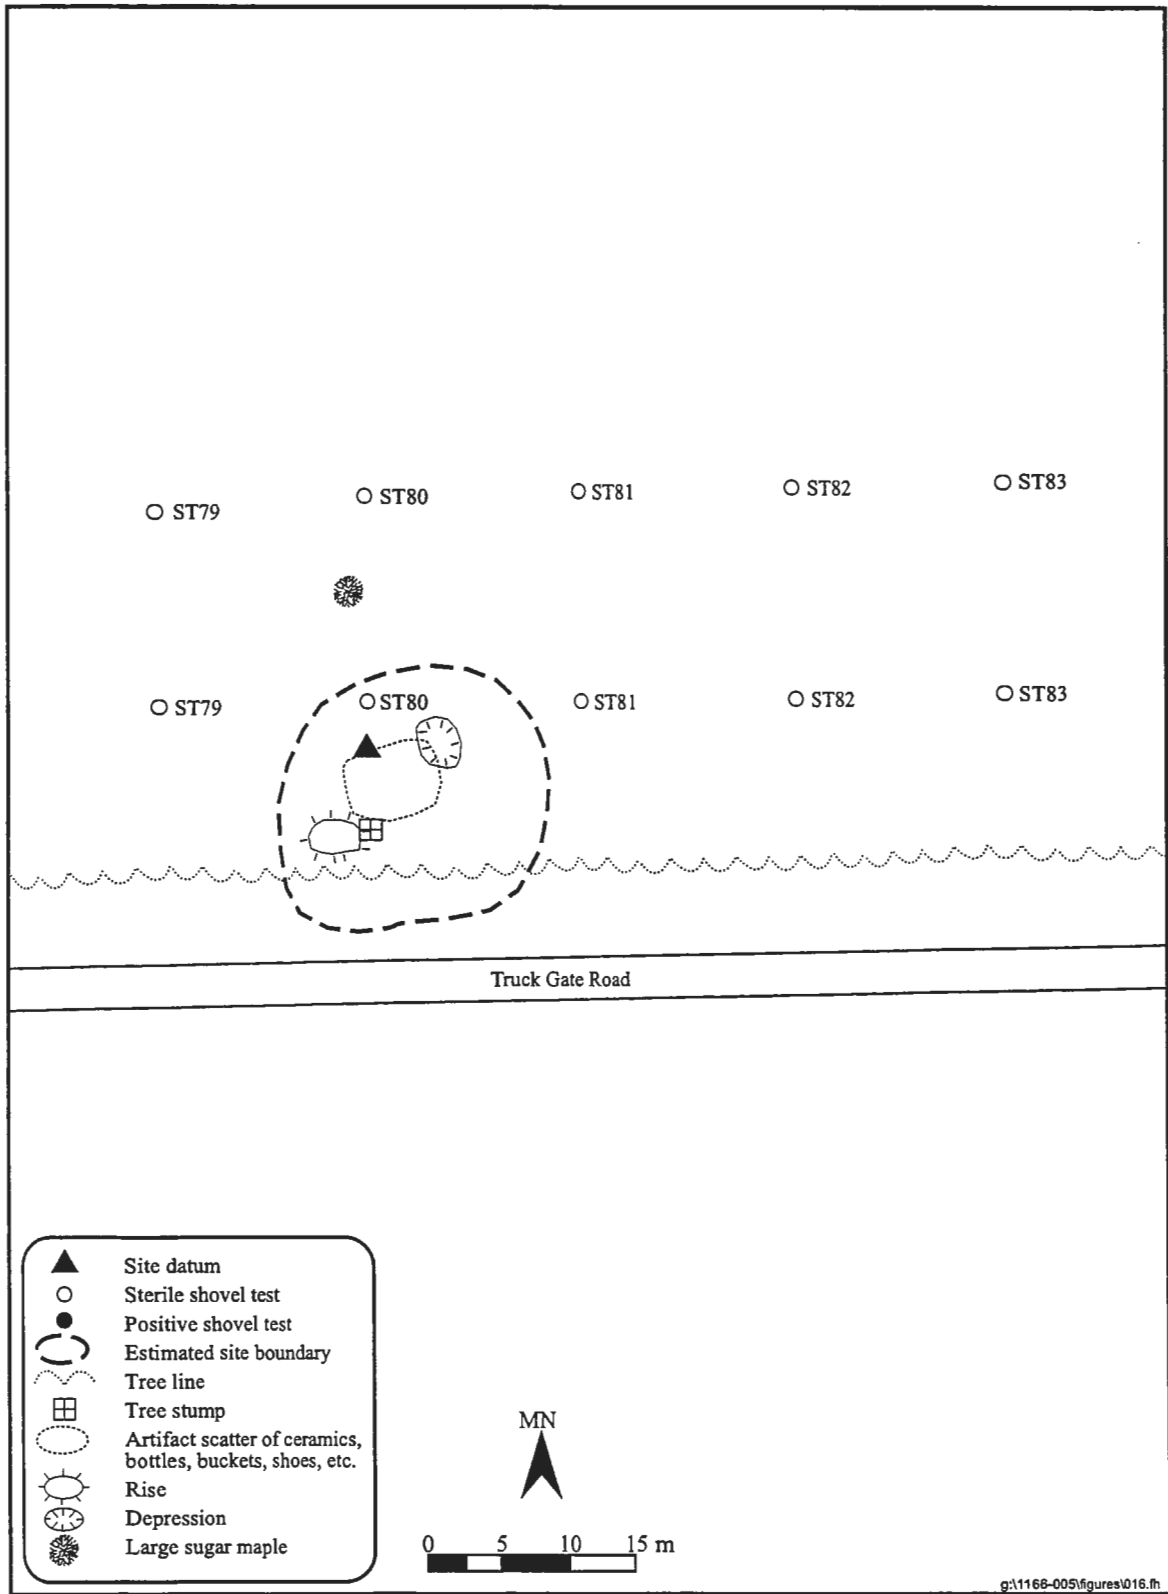 ST79
ST80
ST81
ST82
ST83
ST79
ST80
ST81
ST82
ST83
Truck Gate Road
Site datum
Sterile shovel test
Positive shovel test
Estimated site boundary
Tree line
Tree stump
Artifact scatter of ceramics,
bottles, buckets, shoes, etc.
Rise
Depression
Large sugar maple
MN
0 5 10 15 m
g:\1166-005\figures\016.fh